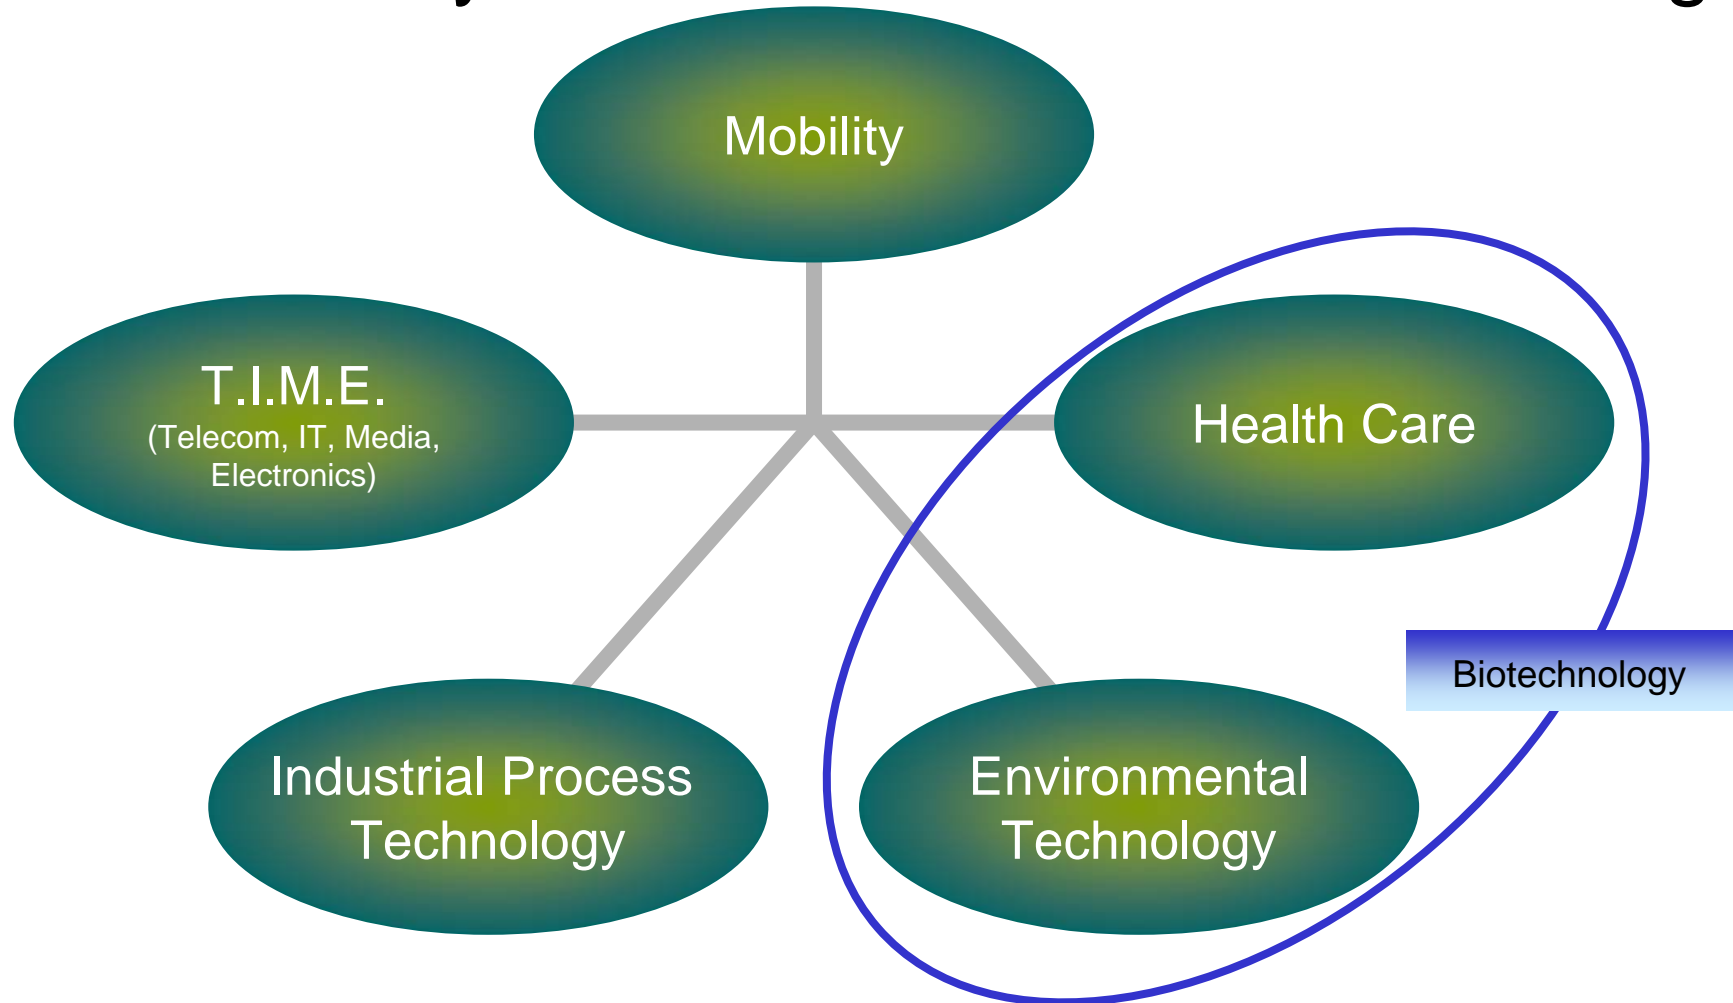 Mobility
T.I.M.E.
(Telecom, IT, Media,
Electronics)
Health Care
Biotechnology
Industrial Process
Technology
Environmental
Technology